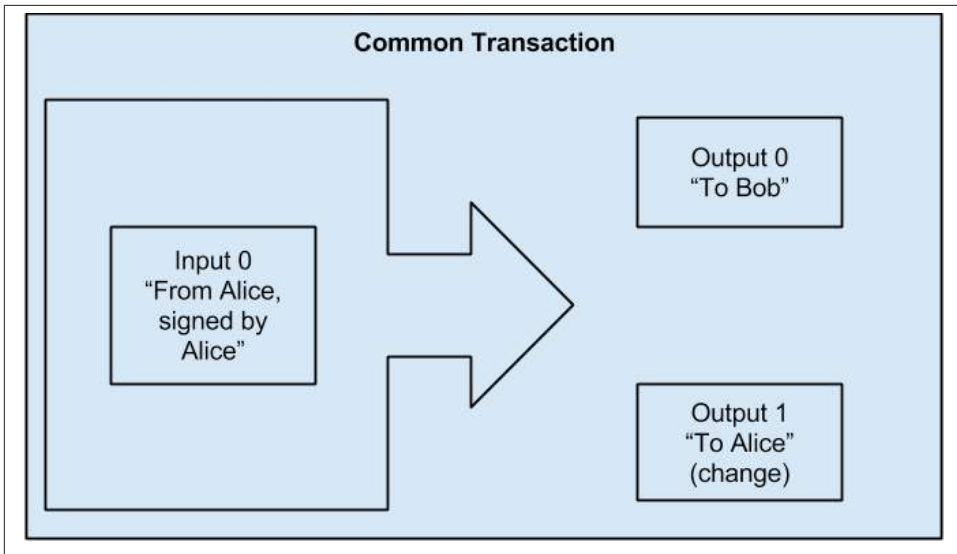 Common Transaction
Input 0
“From Alice,
signed by
Alice”
Output 0
“To Bob”
Output 1
“To Alice”
(change)